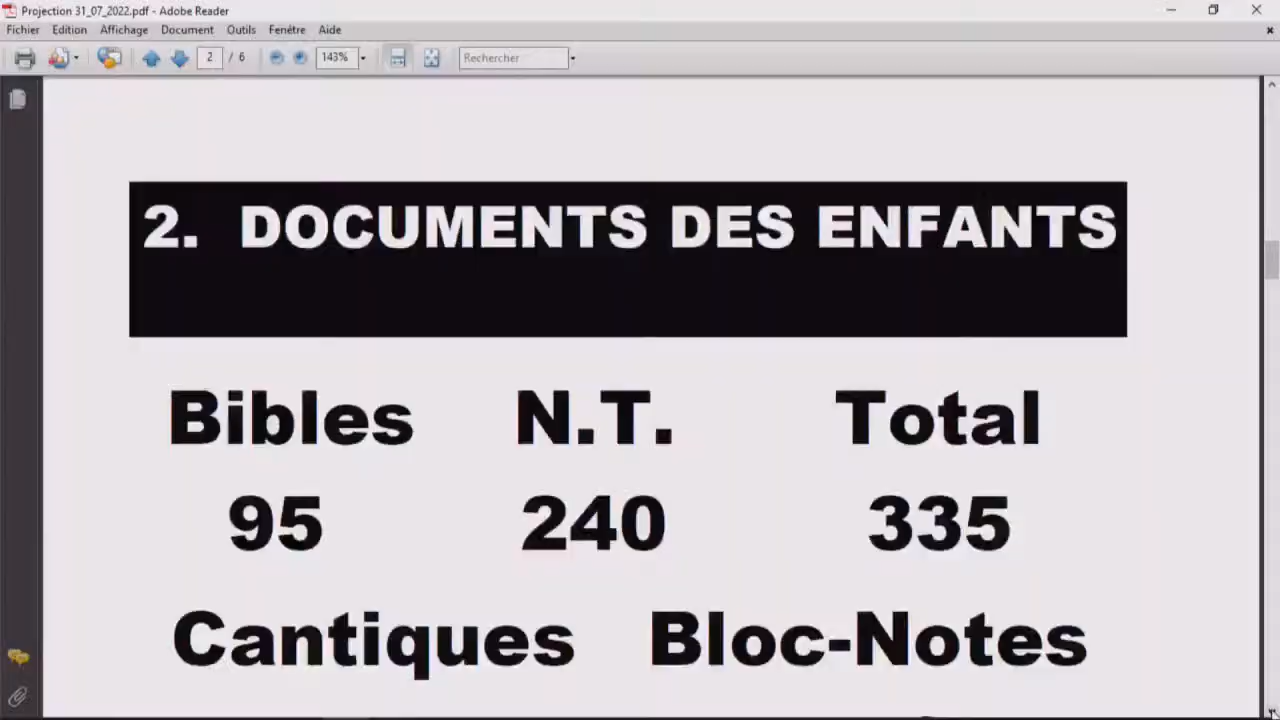 Projection 31_07_2022.pdf - Adobe Reader
Fichier Edition Affichage Document Outils Fenêtre Aide
2 / 6 143% Rechercher
2. DOCUMENTS DES ENFANTS
Bibles N.T. Total
95 240 335
Cantiques Bloc-Notes